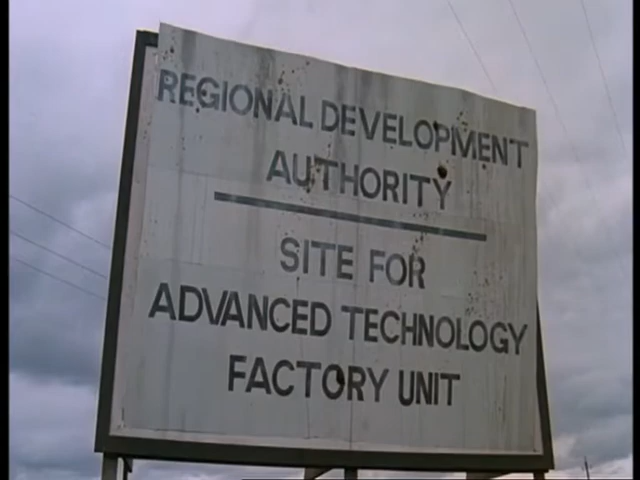 REGIONAL DEVELOPMENT
AUTHORITY
SITE FOR
ADVANCED TECHNOLOGY
FACTORY UNIT